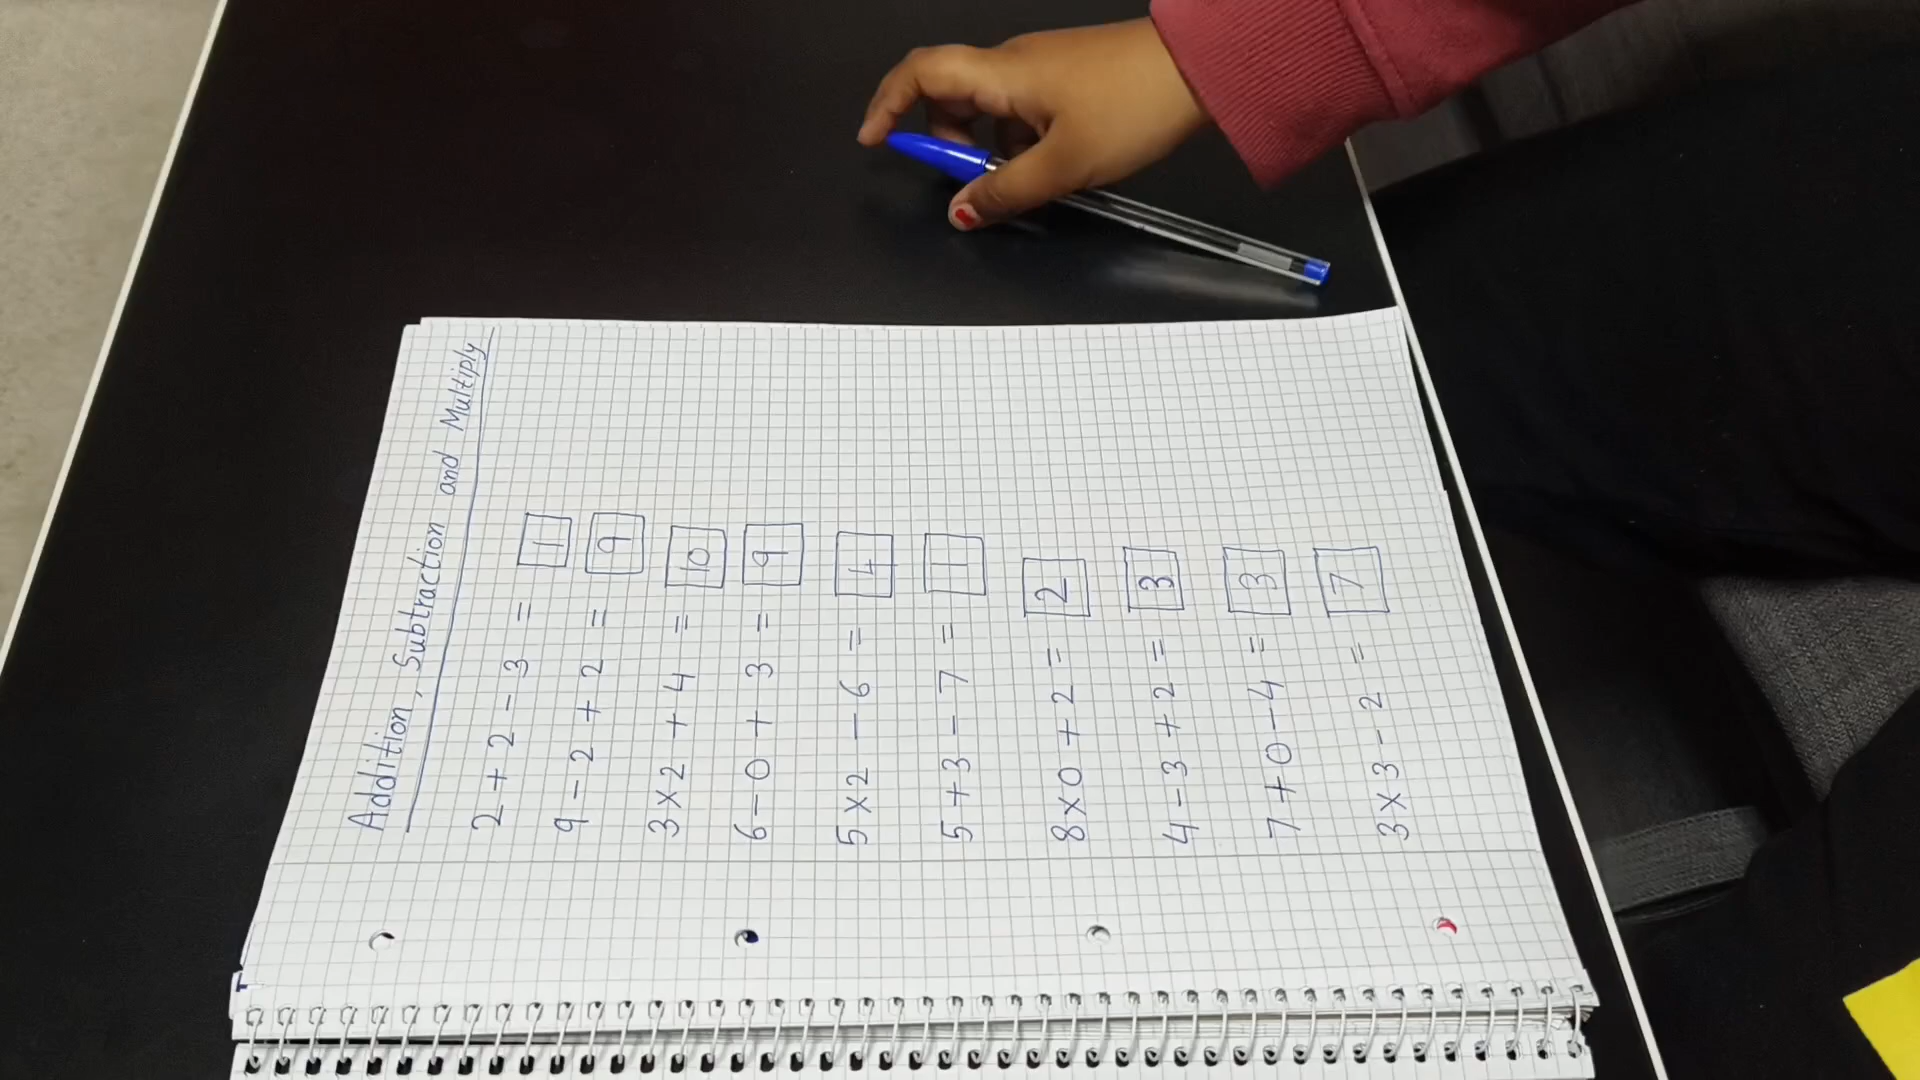 Addition, Subtraction and Multiply
2 + 2 - 3 = 1
9 - 2 + 2 = 9
3 × 2 + 4 = 10
6 - 0 + 3 = 9
5 × 2 - 6 = 4
5 + 3 - 7 = 1
8 × 0 + 2 = 2
4 - 3 + 2 = 3
7 + 0 - 4 = 3
3 × 3 - 2 = 7